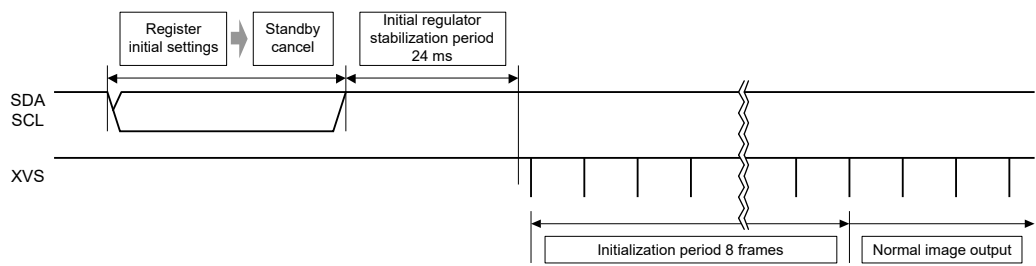 Register
initial settings
Standby
cancel
Initial regulator
stabilization period
24 ms
SDA
SCL
XVS
Initialization period 8 frames
Normal image output